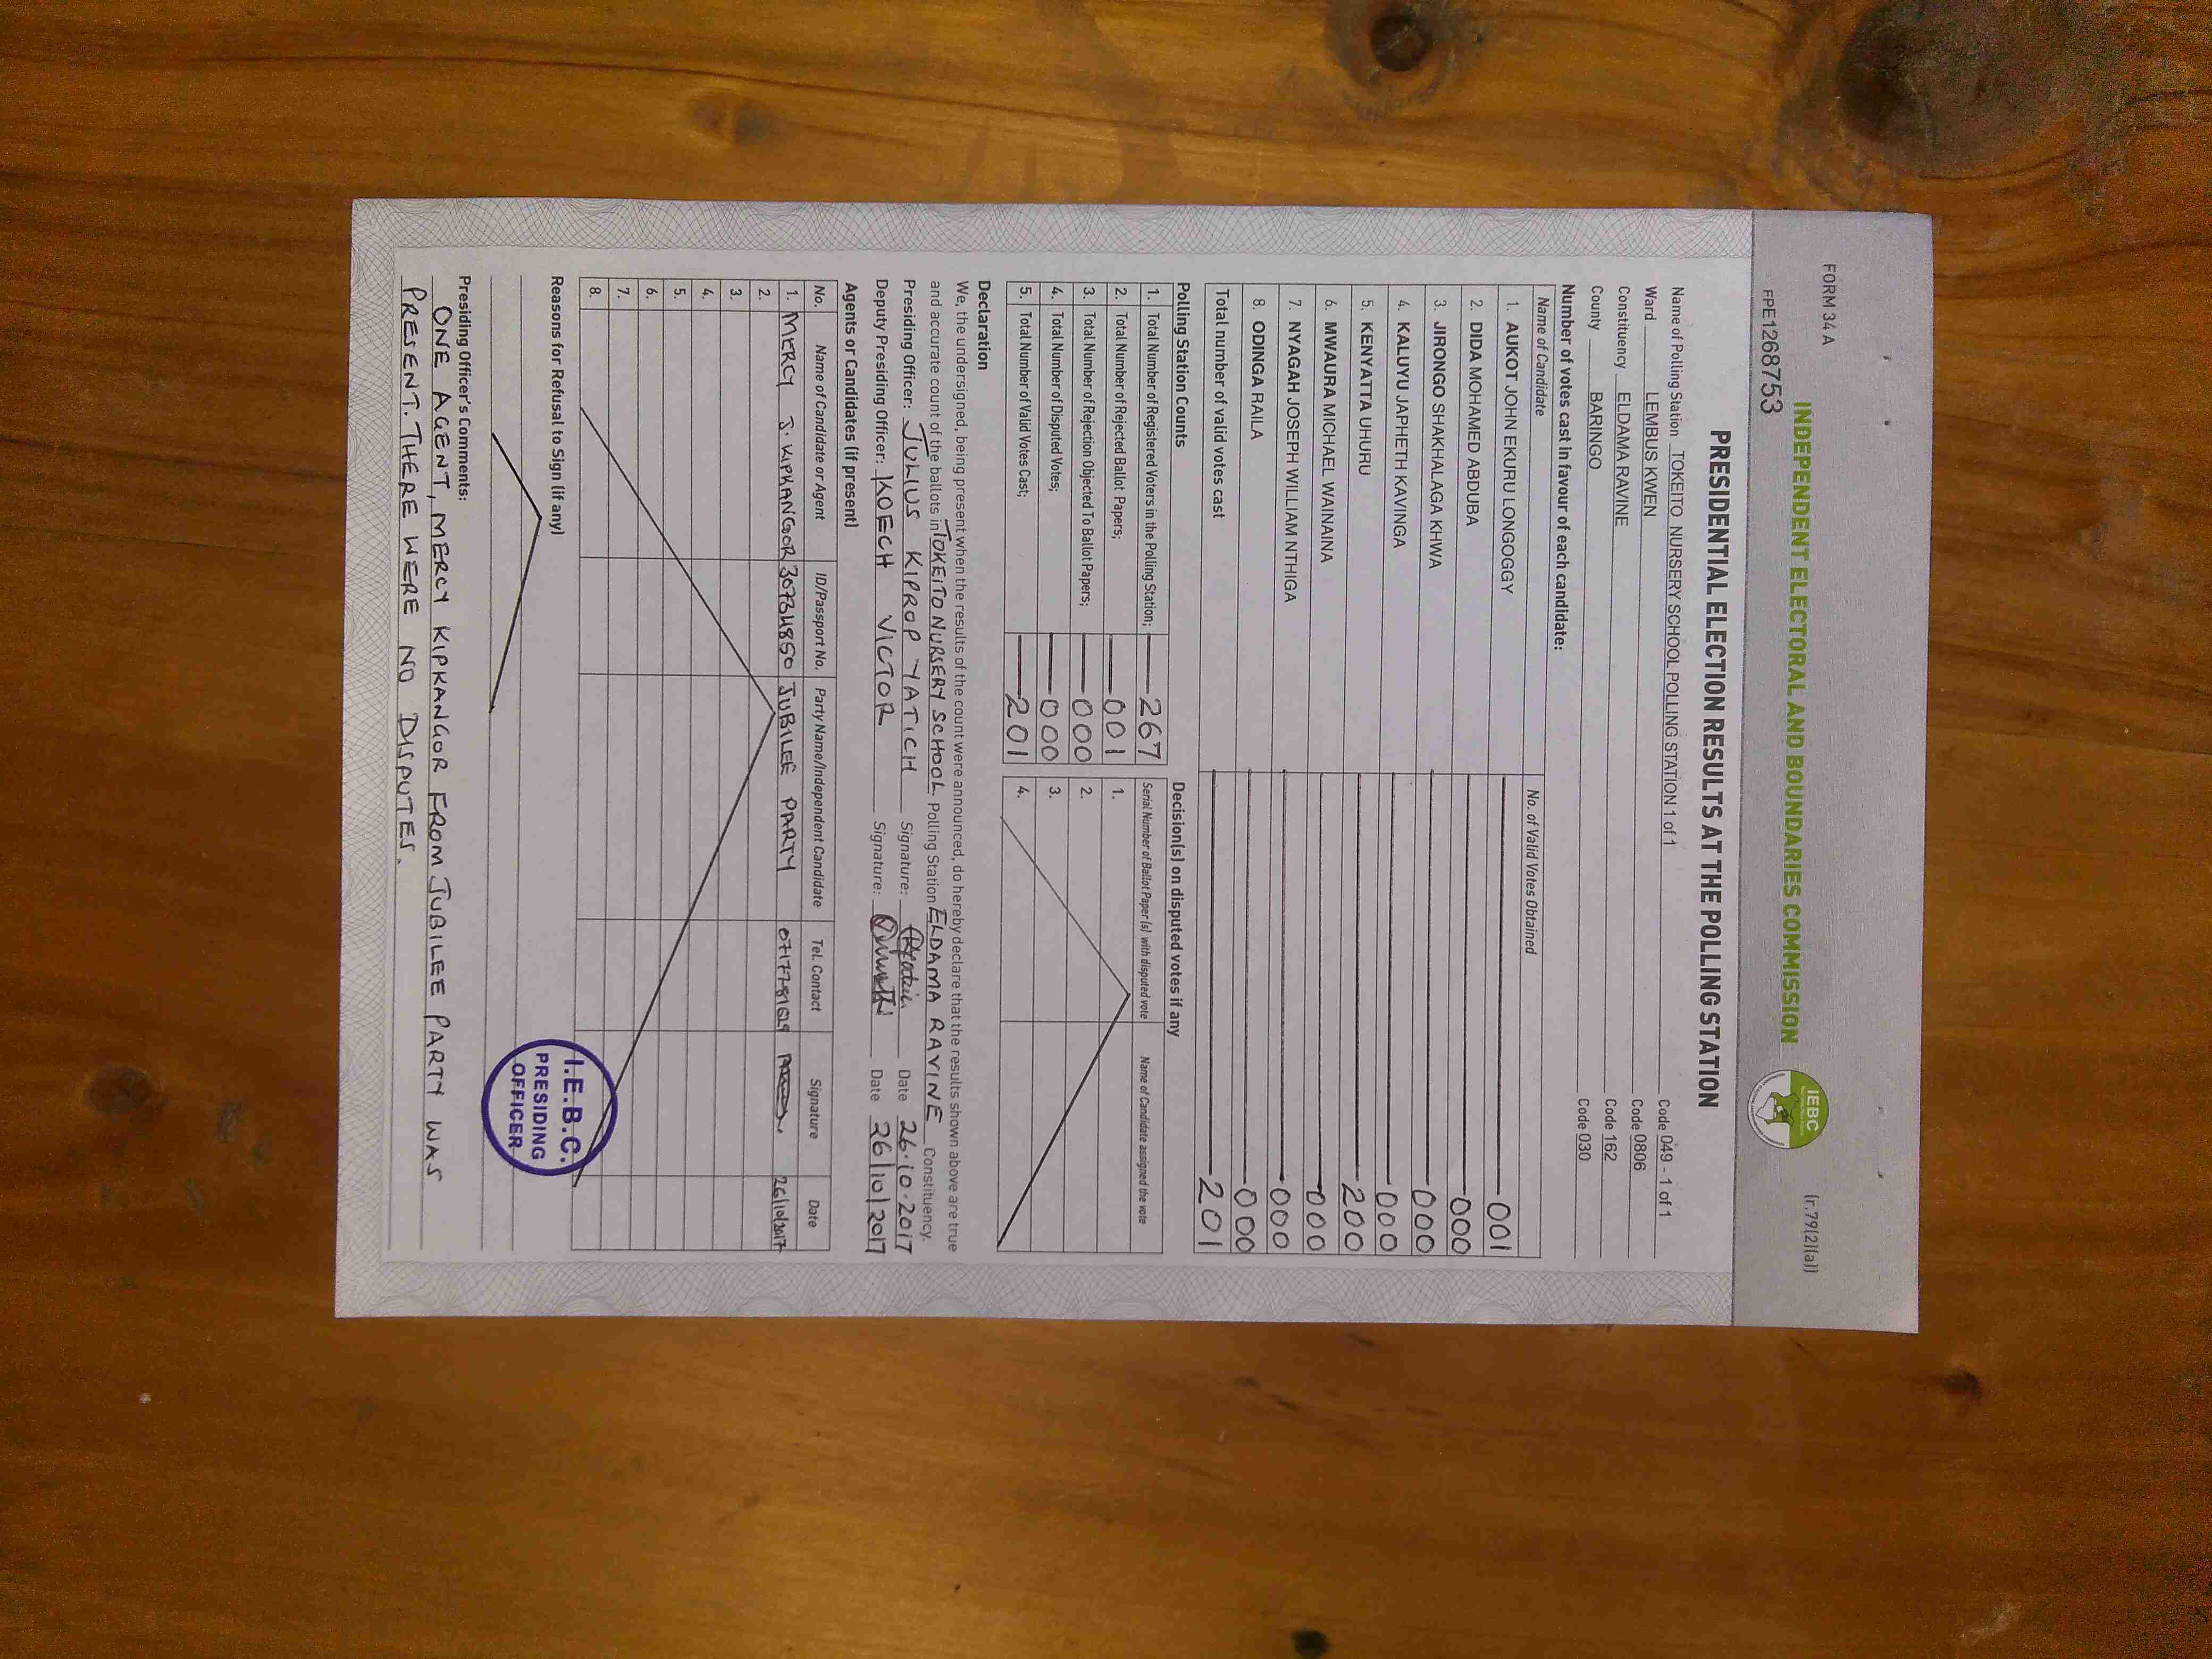 FORM 34 A
(r.79(2)(a))
INDEPENDENT ELECTORAL AND BOUNDARIES COMMISSION
IEBC
FPE1268753
PRESIDENTIAL ELECTION RESULTS AT THE POLLING STATION
Name of Polling Station TOKEITO NURSERY SCHOOL POLLING STATION 1 of 1 Code 049 - 1 of 1
Ward LEMBUS KWEN Code 0806
Constituency ELDAMA RAVINE Code 162
County BARINGO Code 030
Number of votes cast in favour of each candidate:
Name of Candidate No. of Valid Votes Obtained
1. AUKOT JOHN EKURU LONGOGGY 001
2. DIDA MOHAMED ABDUBA 000
3. JIRONGO SHAKHALAGA KHWA 000
4. KALUYU JAPHETH KAVINGA 000
5. KENYATTA UHURU 200
6. MWAURA MICHAEL WAINAINA 000
7. NYAGAH JOSEPH WILLIAM NTHIGA 000
8. ODINGA RAILA 000
Total number of valid votes cast 201
Polling Station Counts
1. Total Number of Registered Voters in the Polling Station; 267
2. Total Number of Rejected Ballot Papers; 001
3. Total Number of Rejection Objected To Ballot Papers; 000
4. Total Number of Disputed Votes; 000
5. Total Number of Valid Votes Cast; 201
Decision(s) on disputed votes if any
Serial Number of Ballot Paper (s) with disputed vote Name of Candidate assigned the vote
1.
2.
3.
4.
Declaration
We, the undersigned, being present when the results of the count were announced, do hereby declare that the results shown above are true
and accurate count of the ballots in TOKEITO NURSERY SCHOOL Polling Station ELDAMA RAVINE Constituency.
Presiding Officer: JULIUS KIPROP YATICH Signature: Date 26.10.2017
Deputy Presiding Officer: KOECH VICTOR Signature: Date 26/10/2017
Agents or Candidates (if present)
No. Name of Candidate or Agent ID/Passport No. Party Name/Independent Candidate Tel. Contact Signature Date
1. MERCY J. KIPKANGOR 30734850 JUBILEE PARTY 26/10/2017
2.
3.
4.
5.
6.
7.
8.
Reasons for Refusal to Sign (if any)
I.E.B.C.
PRESIDING
OFFICER
Presiding Officer's Comments:
ONE AGENT, MERCY KIPKANGOR FROM JUBILEE PARTY WAS
PRESENT. THERE WERE NO DISPUTES.